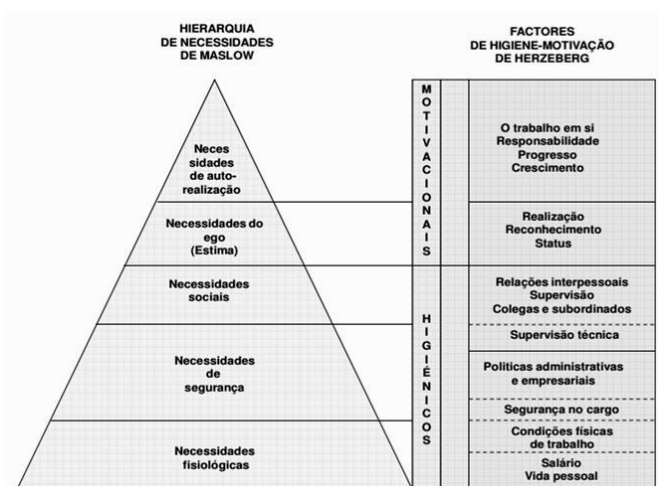 HIERARQUIA
DE NECESSIDADES
DE MASLOW
Neces
sidades
de auto-
realização
Necessidades do
ego
(Estima)
Necessidades
sociais
Necessidades
de
segurança
Necessidades
fisiológicas
FACTORES
DE HIGIENE-MOTIVAÇÃO
DE HERZEBERG
M
O
T
I
V
A
C
I
O
N
A
I
S
H
I
G
I
É
N
I
C
O
S
O trabalho em si
Responsabilidade
Progresso
Crescimento
Realização
Reconhecimento
Status
Relações interpessoais
Supervisão
Colegas e subordinados
Supervisão técnica
Politicas administrativas
e empresariais
Segurança no cargo
Condições físicas
de trabalho
Salário
Vida pessoal